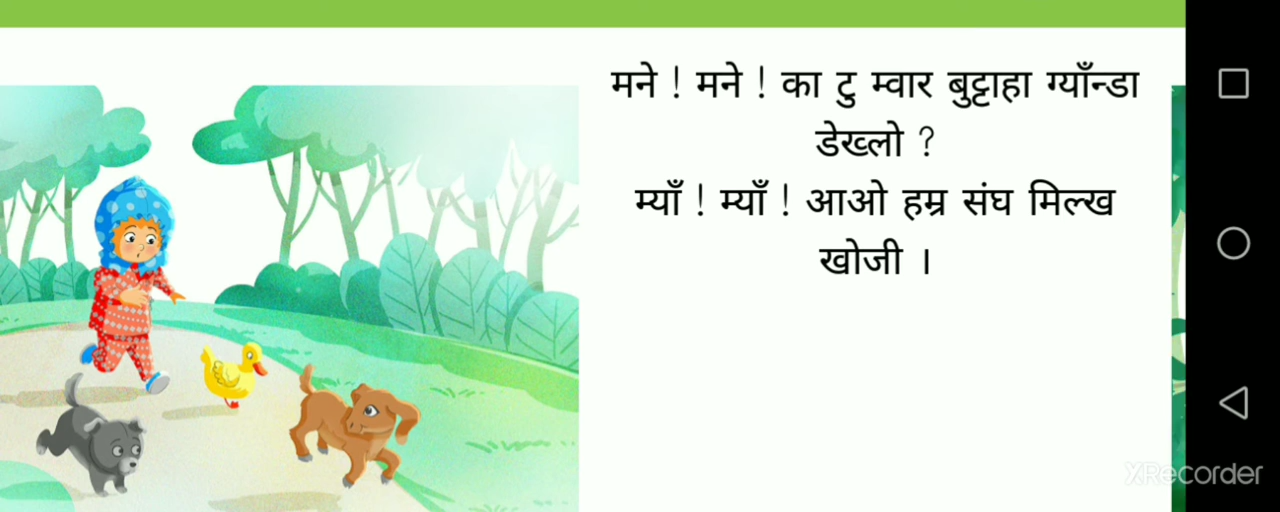 मने ! मने ! का टु म्वार बुट्टाहा ग्याँन्डा
डेख्लो ?
म्याँ ! म्याँ ! आओ हम्र संघ मिल्ख
खोजी ।
XRecorder